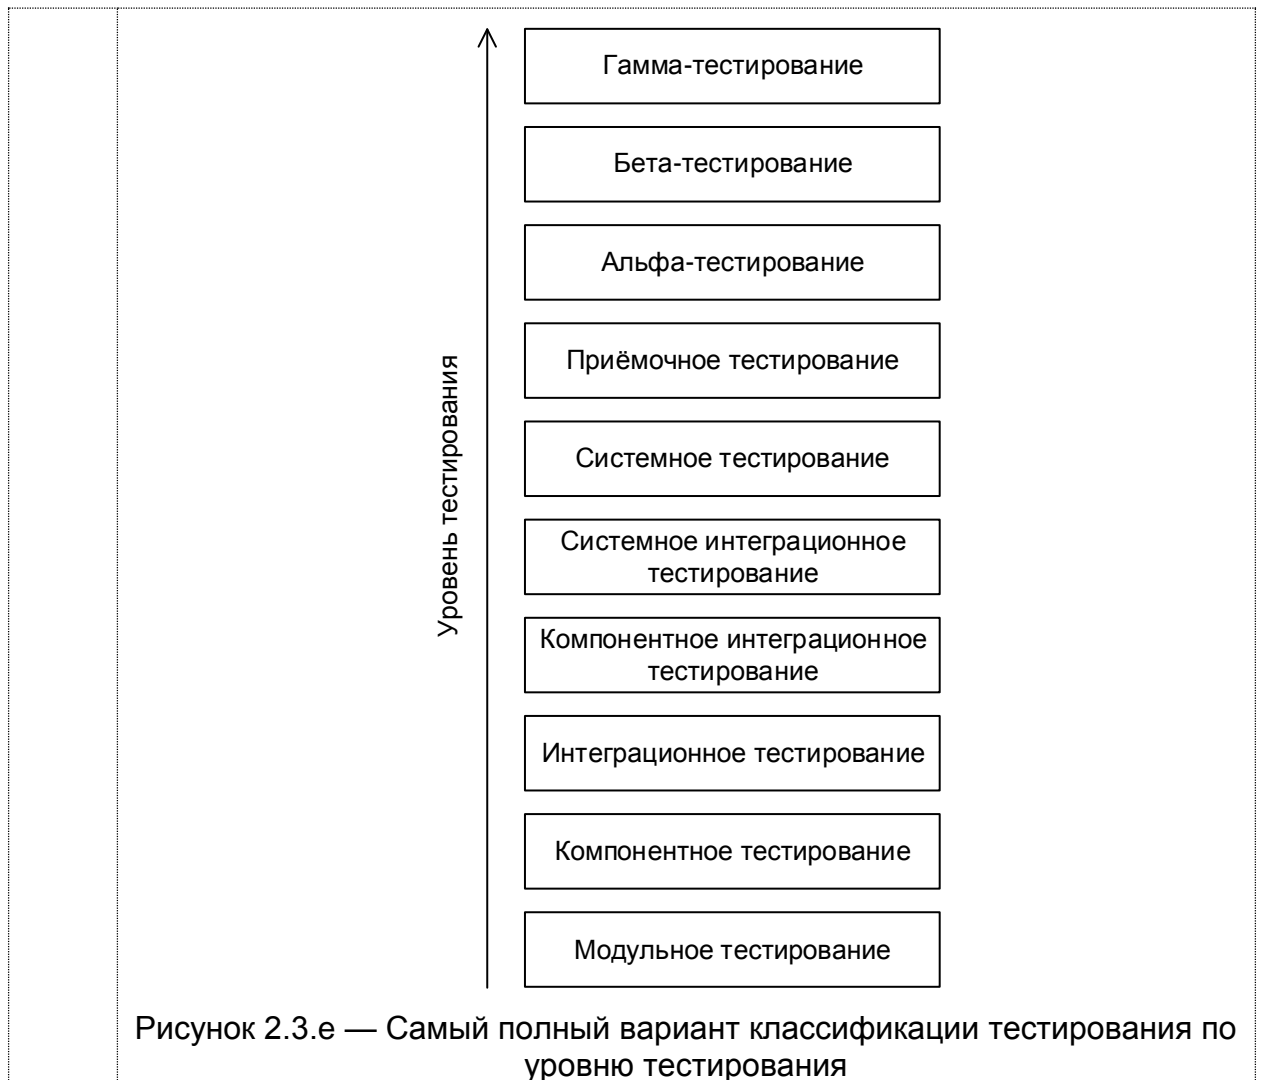 Гамма-тестирование
Бета-тестирование
Альфа-тестирование
Приёмочное тестирование
Системное тестирование
Системное интеграционное
тестирование
Компонентное интеграционное
тестирование
Интеграционное тестирование
Компонентное тестирование
Модульное тестирование
Уровень тестирования
Рисунок 2.3.e — Самый полный вариант классификации тестирования по
уровню тестирования